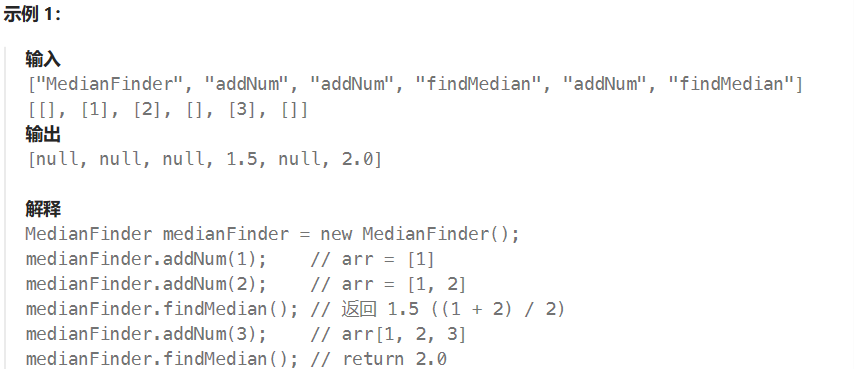 示例 1：
输入
["MedianFinder", "addNum", "addNum", "findMedian", "addNum", "findMedian"]
[[], [1], [2], [], [3], []]
输出
[null, null, null, 1.5, null, 2.0]
解释
MedianFinder medianFinder = new MedianFinder();
medianFinder.addNum(1);    // arr = [1]
medianFinder.addNum(2);    // arr = [1, 2]
medianFinder.findMedian(); // 返回 1.5 ((1 + 2) / 2)
medianFinder.addNum(3);    // arr[1, 2, 3]
medianFinder.findMedian(); // return 2.0